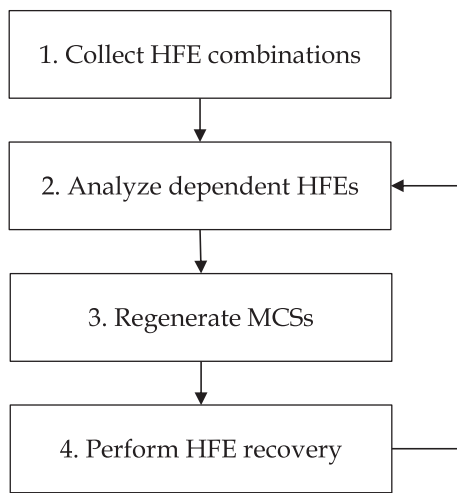 1. Collect HFE combinations
2. Analyze dependent HFEs
3. Regenerate MCSs
4. Perform HFE recovery